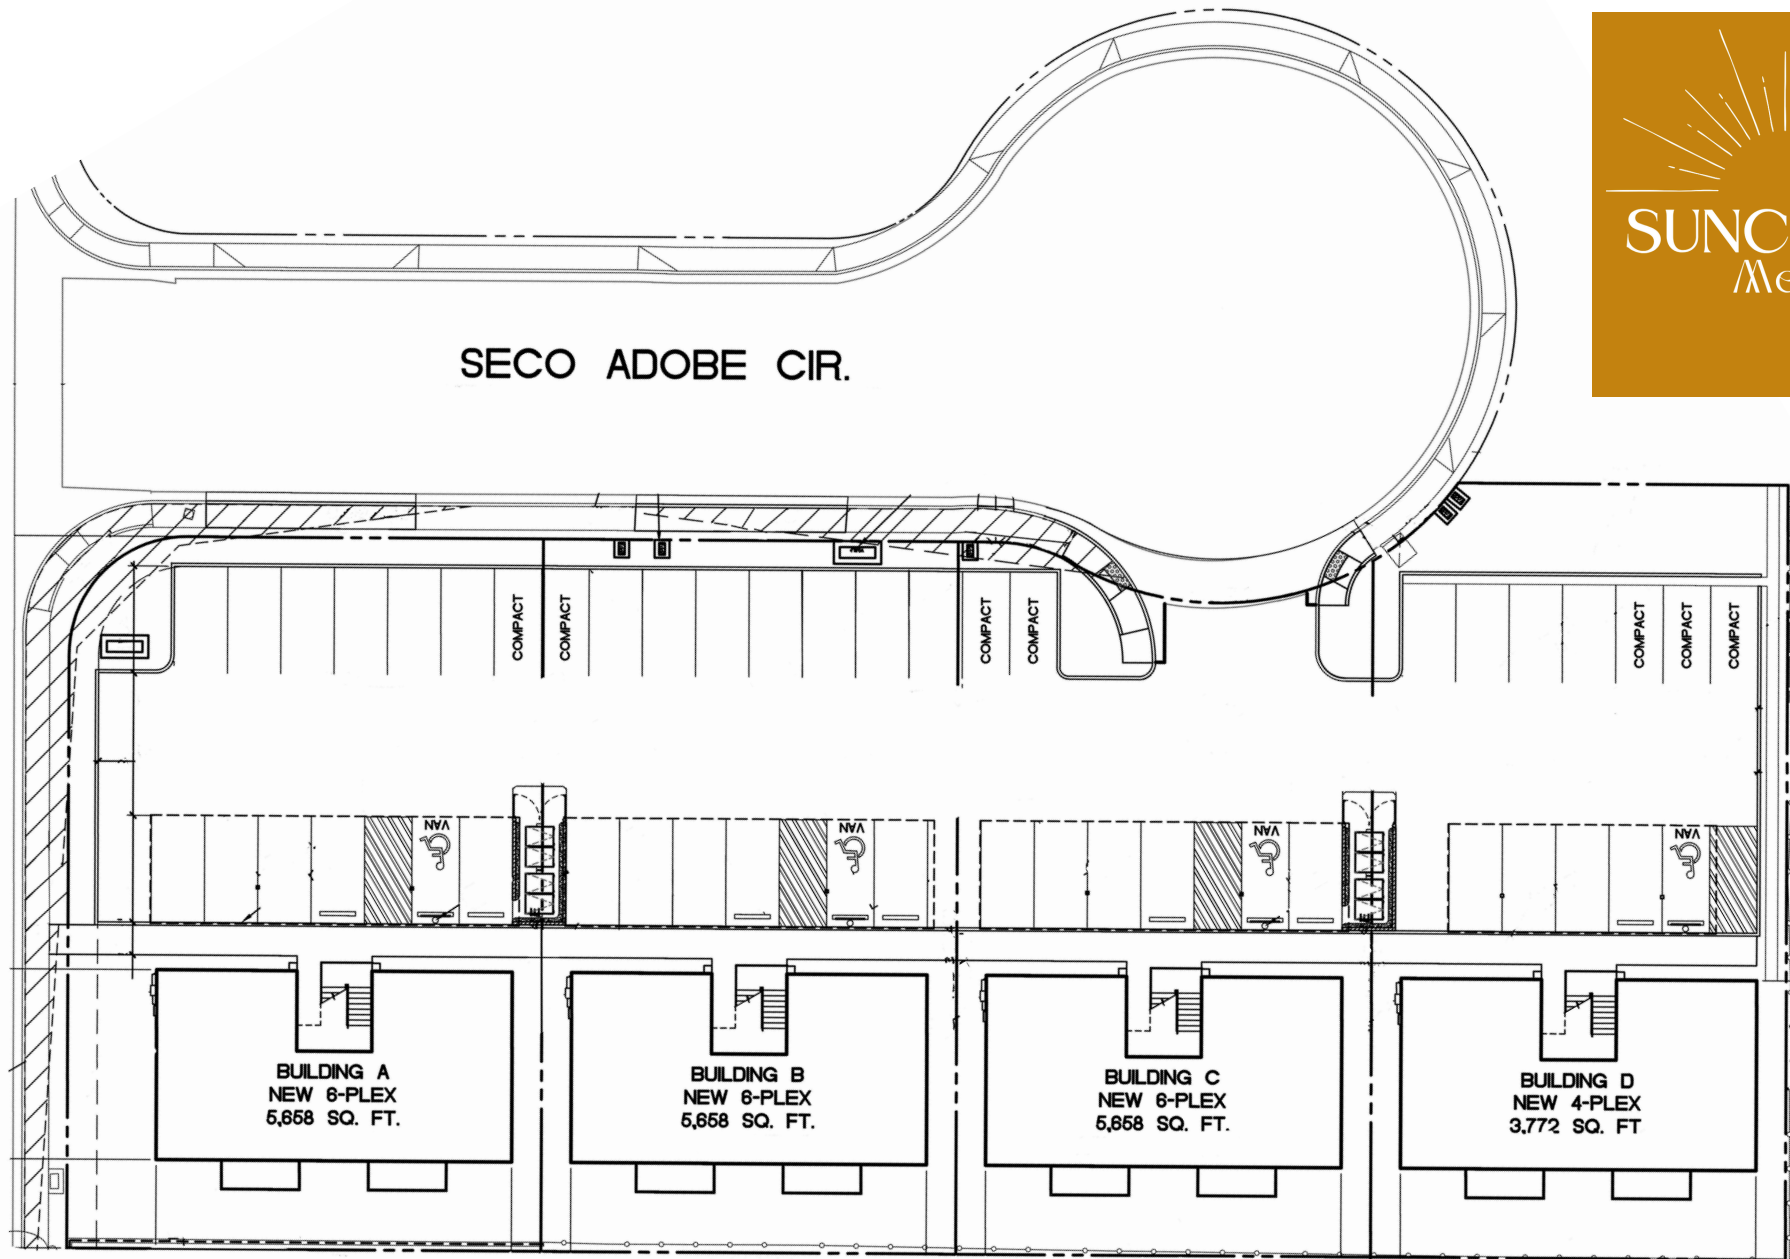 SUNC
Me
SECO ADOBE CIR.
COMPACT
COMPACT
COMPACT
COMPACT
COMPACT
COMPACT
COMPACT
VAN
VAN
VAN
VAN
BUILDING A
NEW 6-PLEX
5,658 SQ. FT.
BUILDING B
NEW 6-PLEX
5,658 SQ. FT.
BUILDING C
NEW 6-PLEX
5,658 SQ. FT.
BUILDING D
NEW 4-PLEX
3,772 SQ. FT